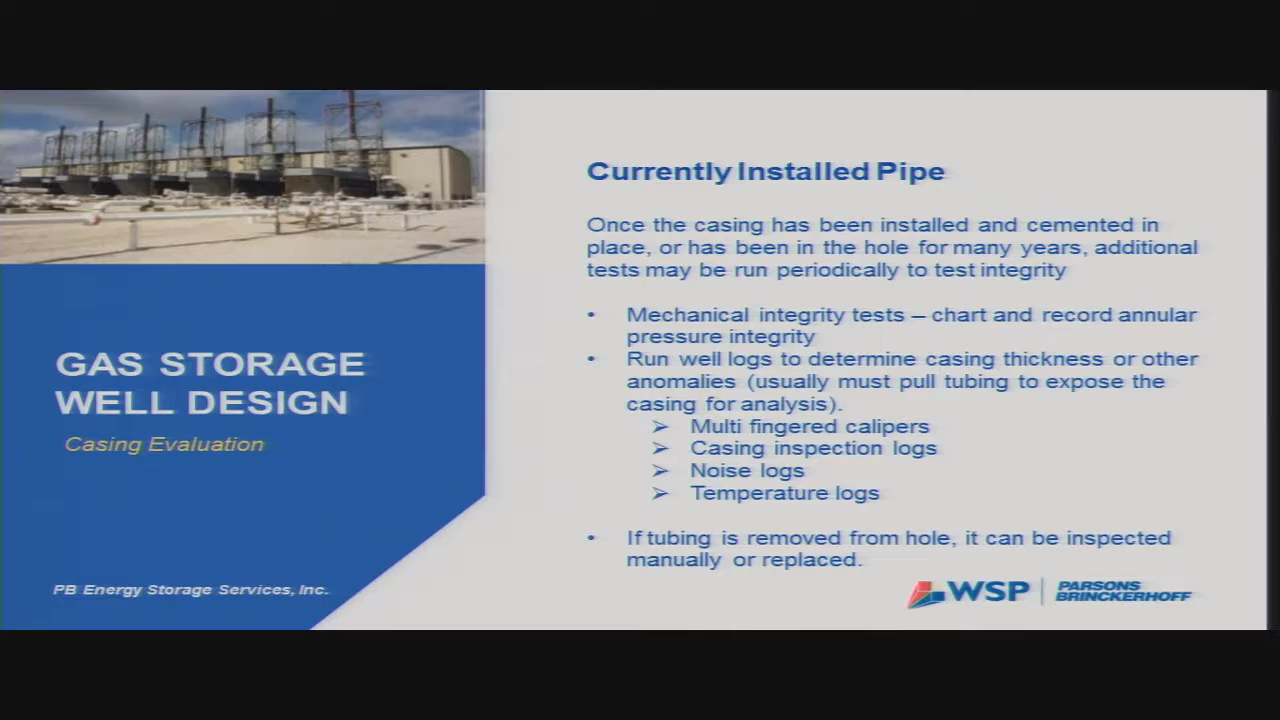 GAS STORAGE
WELL DESIGN
Casing Evaluation
PB Energy Storage Services, Inc.
Currently Installed Pipe
Once the casing has been installed and cemented in
place, or has been in the hole for many years, additional
tests may be run periodically to test integrity
• Mechanical integrity tests – chart and record annular
pressure integrity
• Run well logs to determine casing thickness or other
anomalies (usually must pull tubing to expose the
casing for analysis).
➢ Multi fingered calipers
➢ Casing inspection logs
➢ Noise logs
➢ Temperature logs
• If tubing is removed from hole, it can be inspected
manually or replaced.
WSP | PARSONS
BRINCKERHOFF